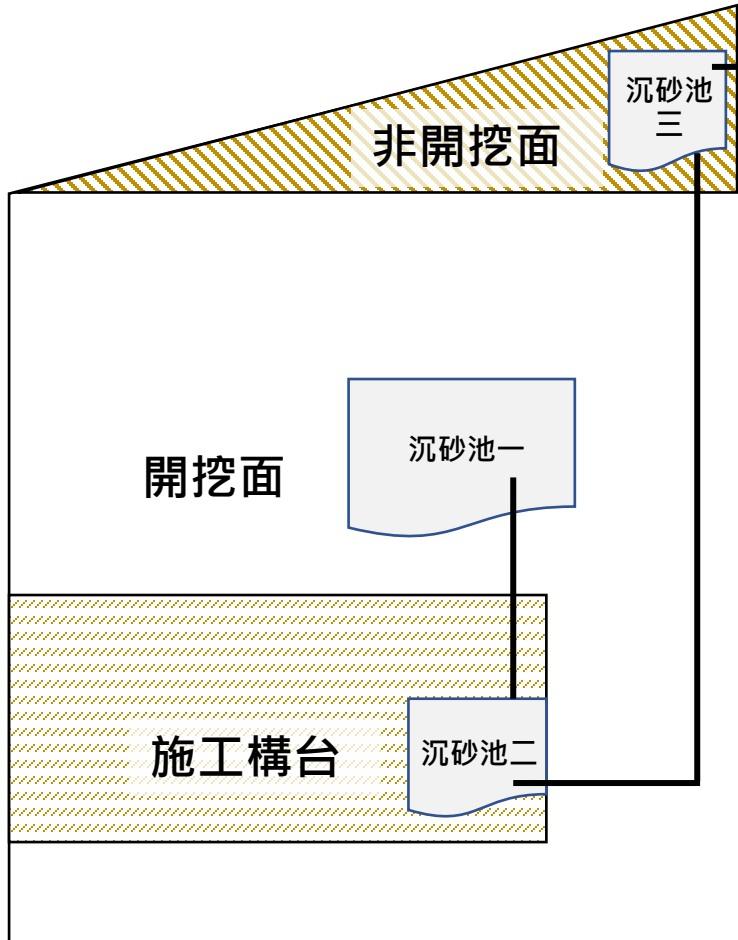 沉砂池
三
非開挖面
沉砂池一
開挖面
施工構台
沉砂池二